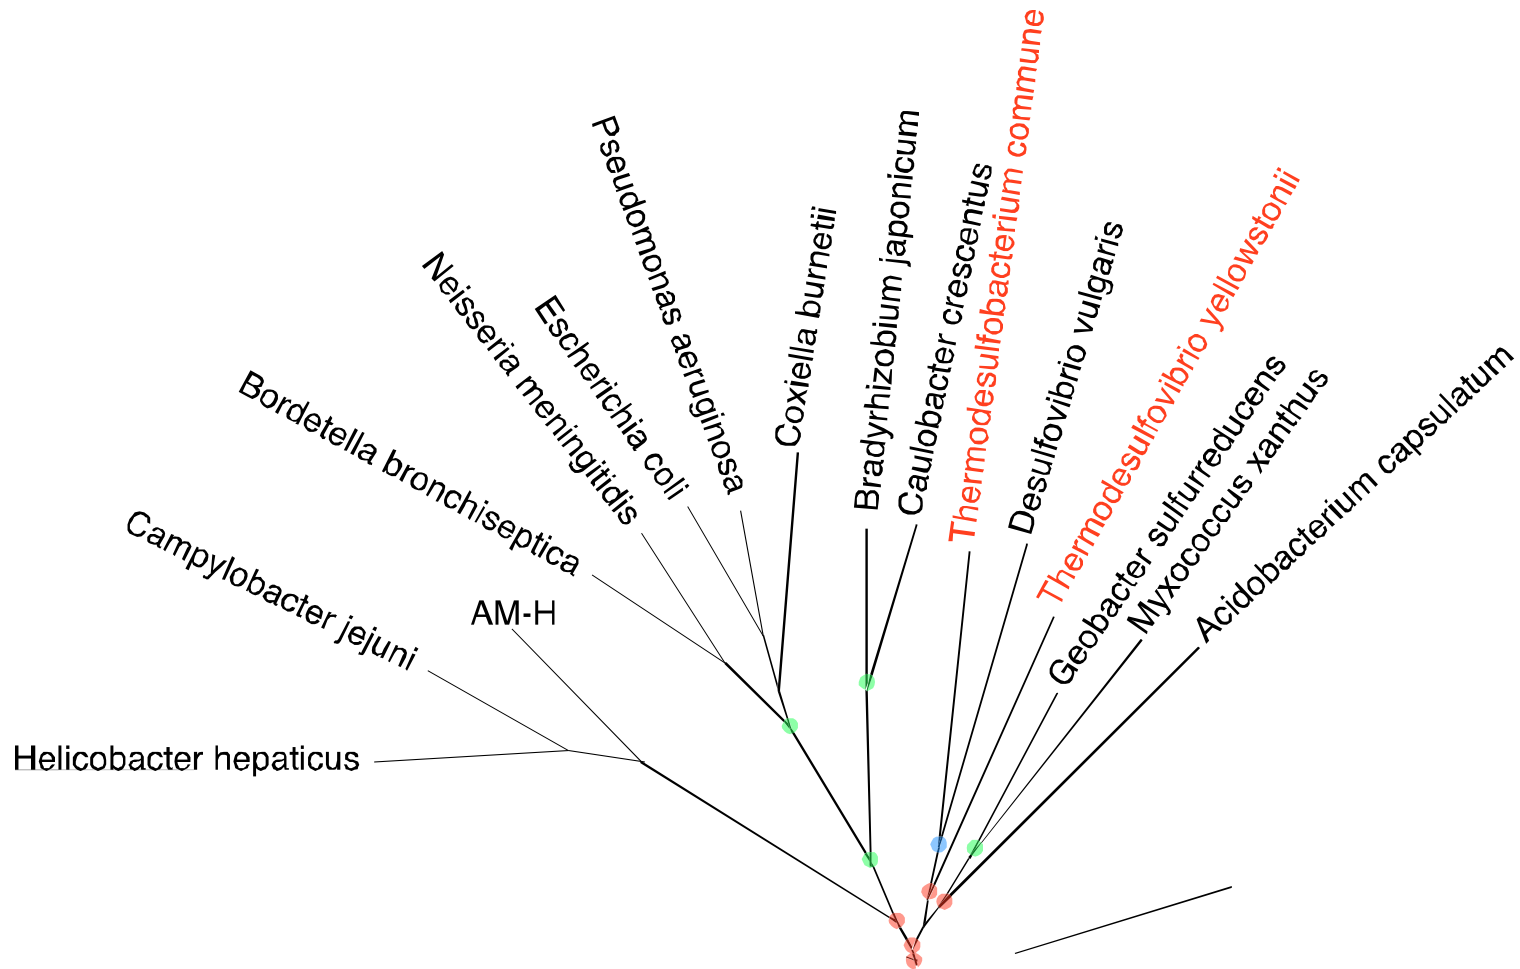 Helicobacter hepaticus
Campylobacter jejuni
AM-H
Bordetella bronchiseptica
Neisseria meningitidis
Escherichia coli
Pseudomonas aeruginosa
Coxiella burnetii
Bradyrhizobium japonicum
Caulobacter crescentus
Thermodesulfobacterium commune
Desulfovibrio vulgaris
Thermodesulfovibrio yellowstonii
Geobacter sulfurreducens
Myxococcus xanthus
Acidobacterium capsulatum